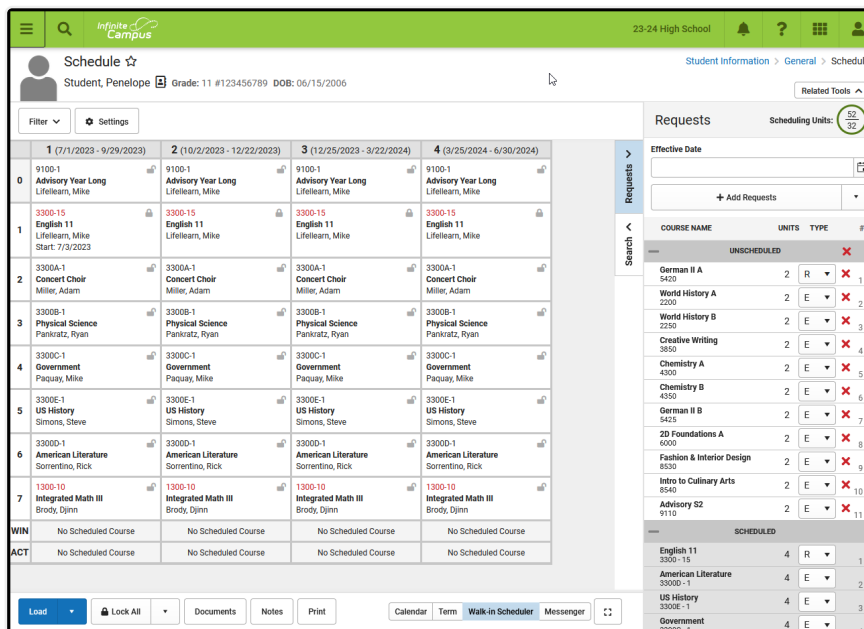 Infinite Campus
23-24 High School
?
Schedule
Student Information > General > Schedul
Student, Penelope Grade: 11 #123456789 DOB: 06/15/2006
Related Tools
Filter
Settings
Requests
Scheduling Units: 52 32
1 (7/1/2023 - 9/29/2023) 2 (10/2/2023 - 12/22/2023) 3 (12/25/2023 - 3/22/2024) 4 (3/25/2024 - 6/30/2024)
0
9100-1 9100-1 9100-1 9100-1
Advisory Year Long Advisory Year Long Advisory Year Long Advisory Year Long
Lifellearn, Mike Lifellearn, Mike Lifellearn, Mike Lifellearn, Mike
1
3300-15 3300-15 3300-15 3300-15
English 11 English 11 English 11 English 11
Lifellearn, Mike Lifellearn, Mike Lifellearn, Mike Lifellearn, Mike
Start: 7/3/2023
2
3300A-1 3300A-1 3300A-1 3300A-1
Concert Choir Concert Choir Concert Choir Concert Choir
Miller, Adam Miller, Adam Miller, Adam Miller, Adam
3
3300B-1 3300B-1 3300B-1 3300B-1
Physical Science Physical Science Physical Science Physical Science
Pankratz, Ryan Pankratz, Ryan Pankratz, Ryan Pankratz, Ryan
4
3300C-1 3300C-1 3300C-1 3300C-1
Government Government Government Government
Paquay, Mike Paquay, Mike Paquay, Mike Paquay, Mike
5
3300E-1 3300E-1 3300E-1 3300E-1
US History US History US History US History
Simons, Steve Simons, Steve Simons, Steve Simons, Steve
6
3300D-1 3300D-1 3300D-1 3300D-1
American Literature American Literature American Literature American Literature
Sorrentino, Rick Sorrentino, Rick Sorrentino, Rick Sorrentino, Rick
7
1300-10 1300-10 1300-10 1300-10
Integrated Math III Integrated Math III Integrated Math III Integrated Math III
Brody, Djinn Brody, Djinn Brody, Djinn Brody, Djinn
WIN No Scheduled Course No Scheduled Course No Scheduled Course No Scheduled Course
ACT No Scheduled Course No Scheduled Course No Scheduled Course No Scheduled Course
Requests
Search
Effective Date
+ Add Requests
COURSE NAME UNITS TYPE #
UNSCHEDULED
German II A 2 R 1
5420
World History A 2 E 2
2200
World History B 2 E 3
2250
Creative Writing 2 E 4
3850
Chemistry A 2 E 5
4300
Chemistry B 2 E 6
4350
German II B 2 E 7
5425
2D Foundations A 2 E 8
6000
Fashion & Interior Design 2 E 9
8530
Intro to Culinary Arts 2 E 10
8540
Advisory S2 2 E 11
9110
SCHEDULED
English 11 4 R 1
3300 - 15
American Literature 4 E 2
3300D - 1
US History 4 E 3
3300E - 1
Government 4 E
Load
Lock All
Documents
Notes
Print
Calendar Term Walk-in Scheduler Messenger